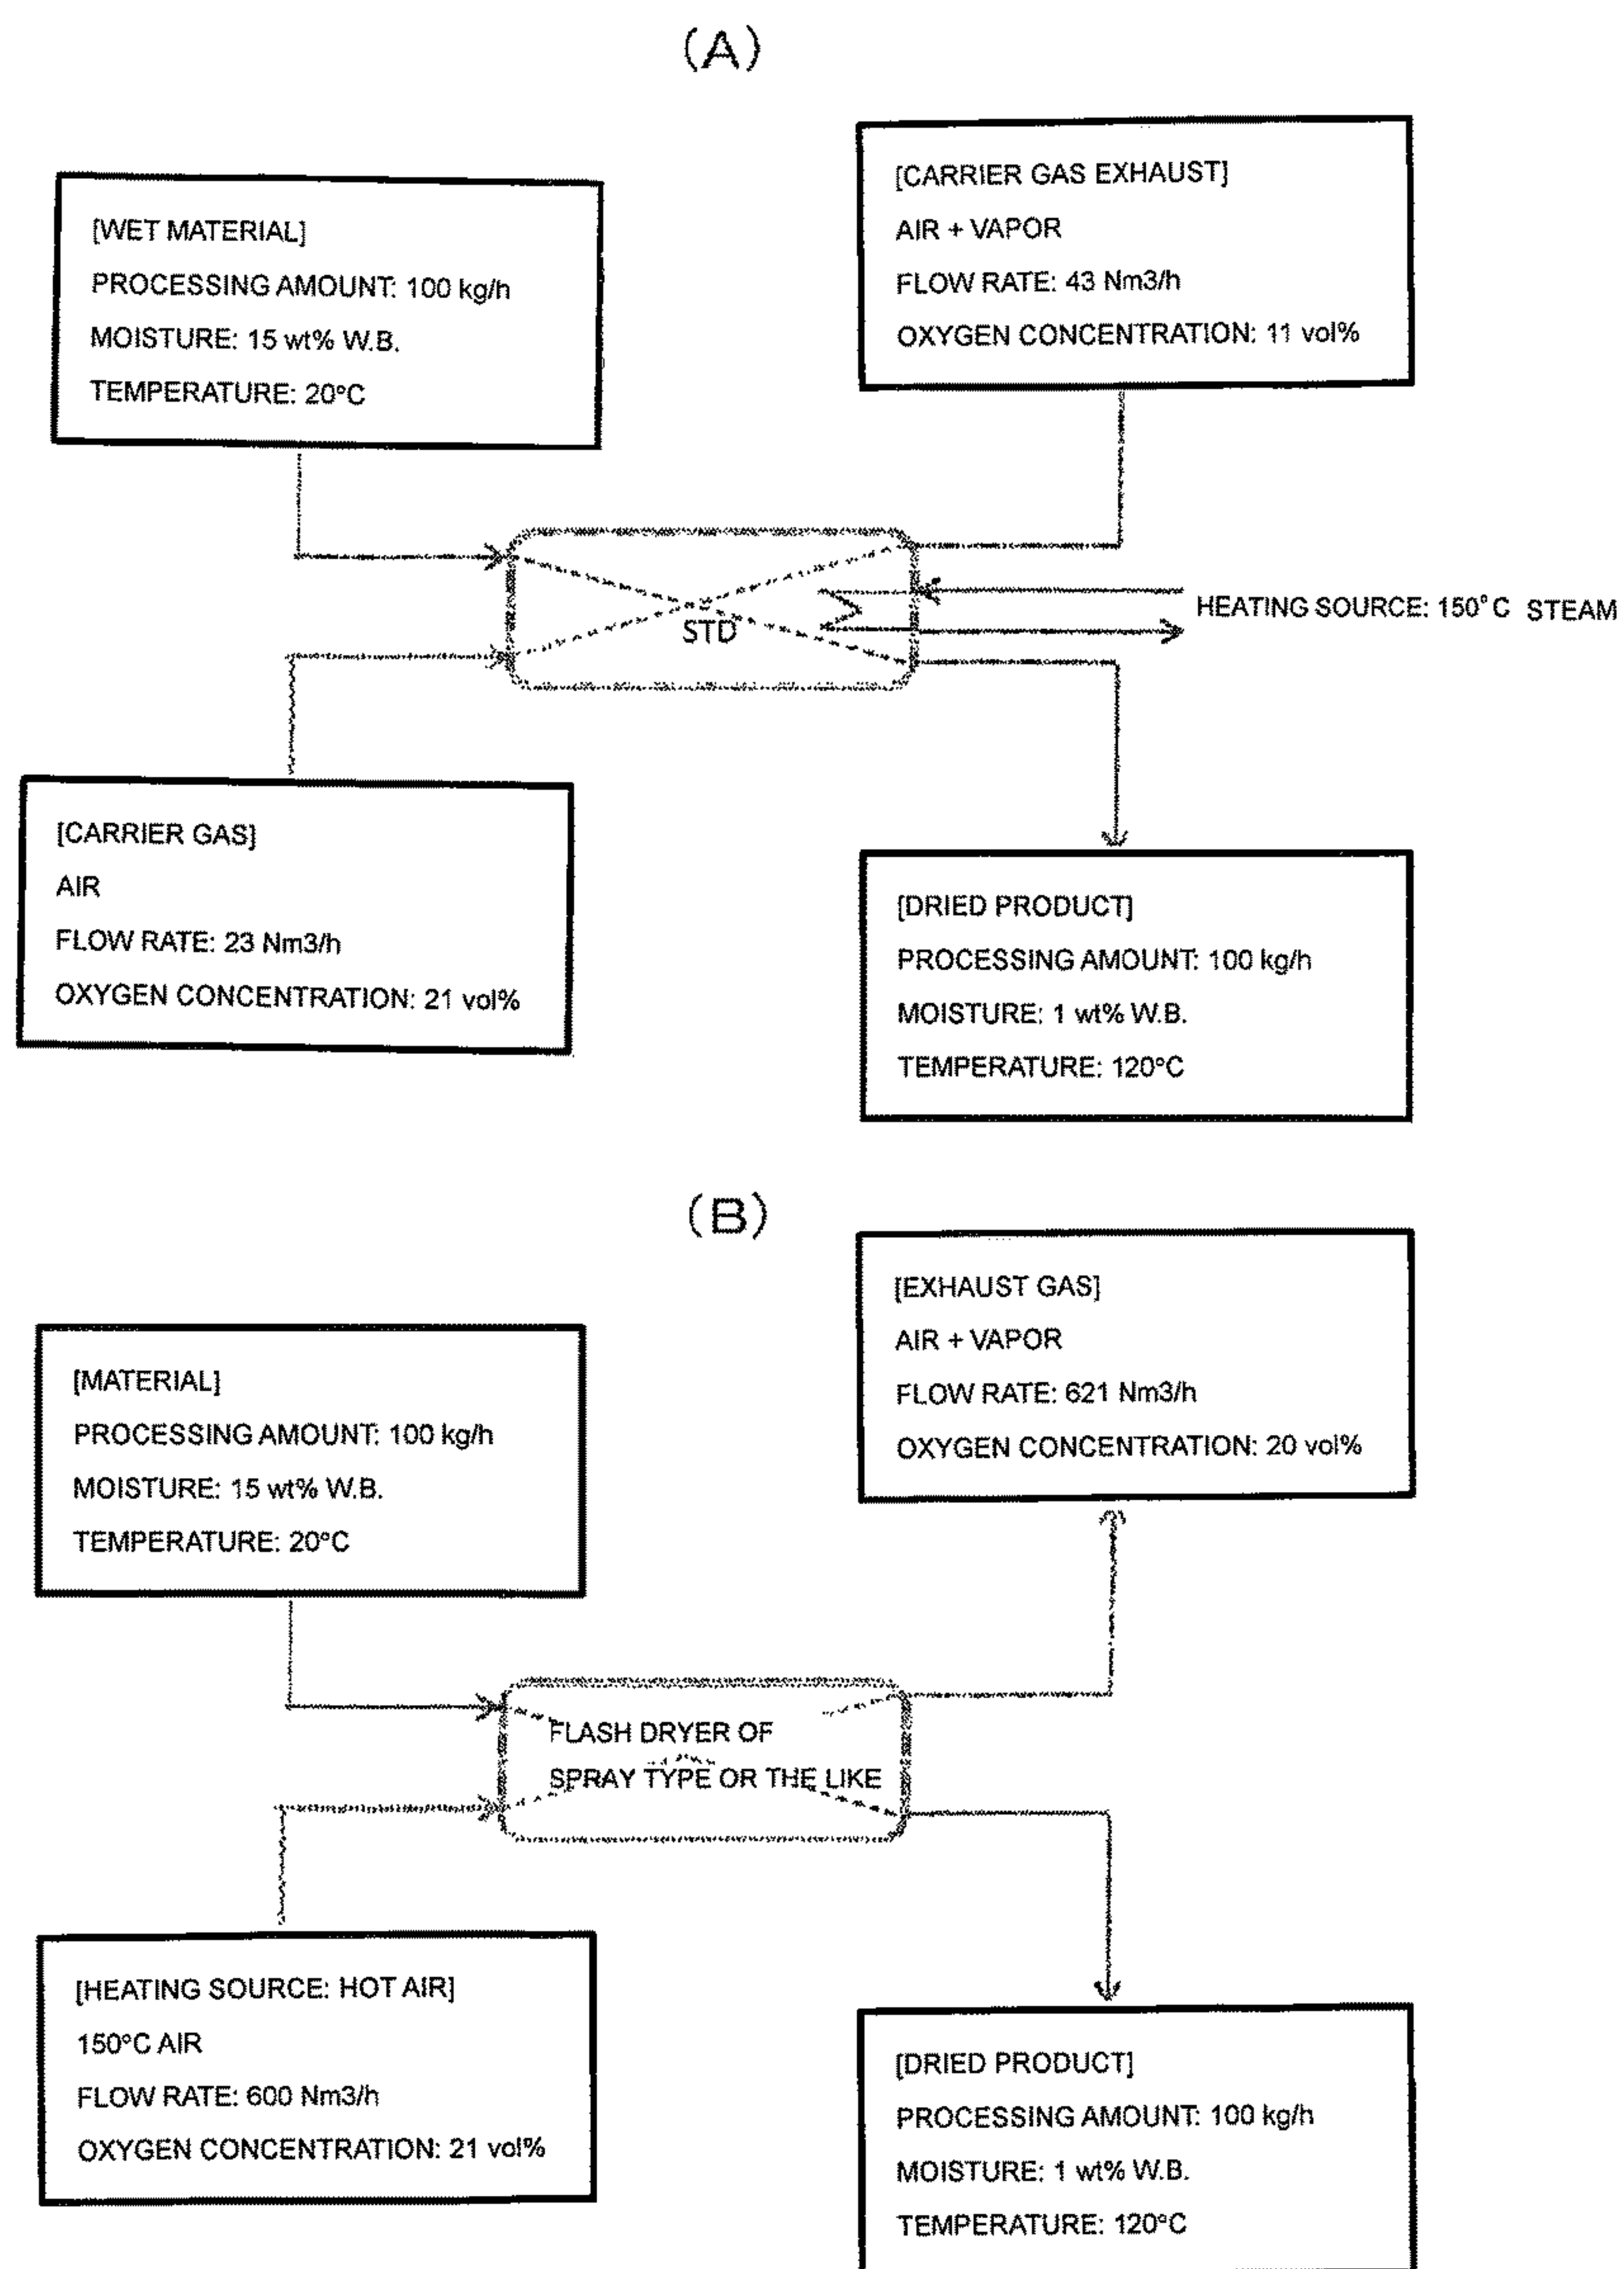 (A)
[WET MATERIAL]
PROCESSING AMOUNT: 100 kg/h
MOISTURE: 15 wt% W.B.
TEMPERATURE: 20°C
[CARRIER GAS EXHAUST]
AIR + VAPOR
FLOW RATE: 43 Nm3/h
OXYGEN CONCENTRATION: 11 vol%
STD
HEATING SOURCE: 150°C STEAM
[CARRIER GAS]
AIR
FLOW RATE: 23 Nm3/h
OXYGEN CONCENTRATION: 21 vol%
[DRIED PRODUCT]
PROCESSING AMOUNT: 100 kg/h
MOISTURE: 1 wt% W.B.
TEMPERATURE: 120°C
(B)
[MATERIAL]
PROCESSING AMOUNT: 100 kg/h
MOISTURE: 15 wt% W.B.
TEMPERATURE: 20°C
[EXHAUST GAS]
AIR + VAPOR
FLOW RATE: 621 Nm3/h
OXYGEN CONCENTRATION: 20 vol%
FLASH DRYER OF
SPRAY TYPE OR THE LIKE
[HEATING SOURCE: HOT AIR]
150°C AIR
FLOW RATE: 600 Nm3/h
OXYGEN CONCENTRATION: 21 vol%
[DRIED PRODUCT]
PROCESSING AMOUNT: 100 kg/h
MOISTURE: 1 wt% W.B.
TEMPERATURE: 120°C